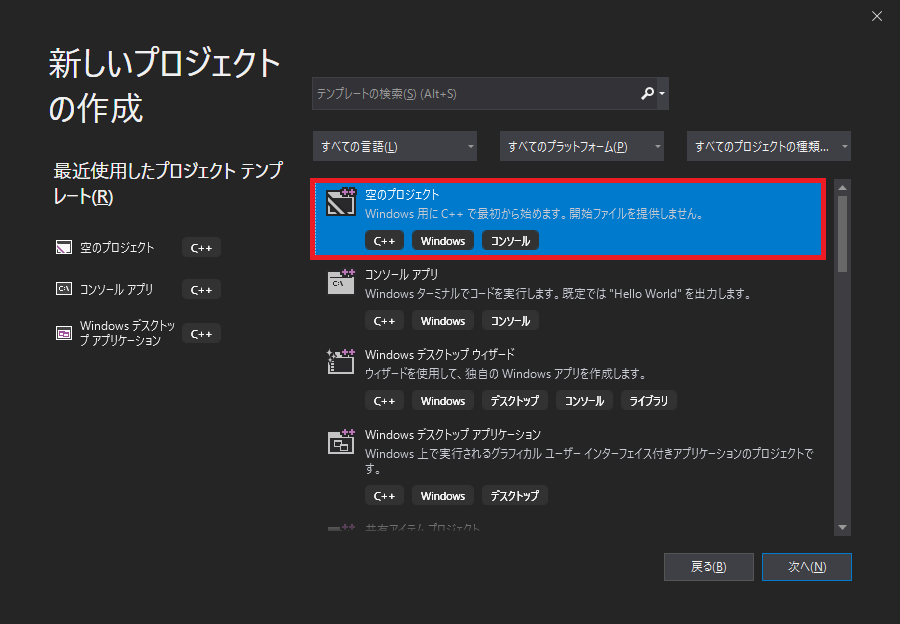 新しいプロジェクト
の作成
最近使用したプロジェクト テンプ
レート(R)
空のプロジェクト C++
コンソール アプリ C++
Windows デスクトッ
プ アプリケーション C++
テンプレートの検索(S) (Alt+S)
すべての言語(L) すべてのプラットフォーム(P) すべてのプロジェクトの種類...
空のプロジェクト
Windows 用に C++ で最初から始めます。開始ファイルを提供しません。
C++ Windows コンソール
コンソール アプリ
Windows ターミナルでコードを実行します。既定では "Hello World" を出力します。
C++ Windows コンソール
Windows デスクトップ ウィザード
ウィザードを使用して、独自の Windows アプリを作成します。
C++ Windows デスクトップ コンソール ライブラリ
Windows デスクトップ アプリケーション
Windows 上で実行されるグラフィカル ユーザー インターフェイス付きアプリケーションのプロジェクトで
す。
C++ Windows デスクトップ
共有アイテム プロジェクト
戻る(B) 次へ(N)